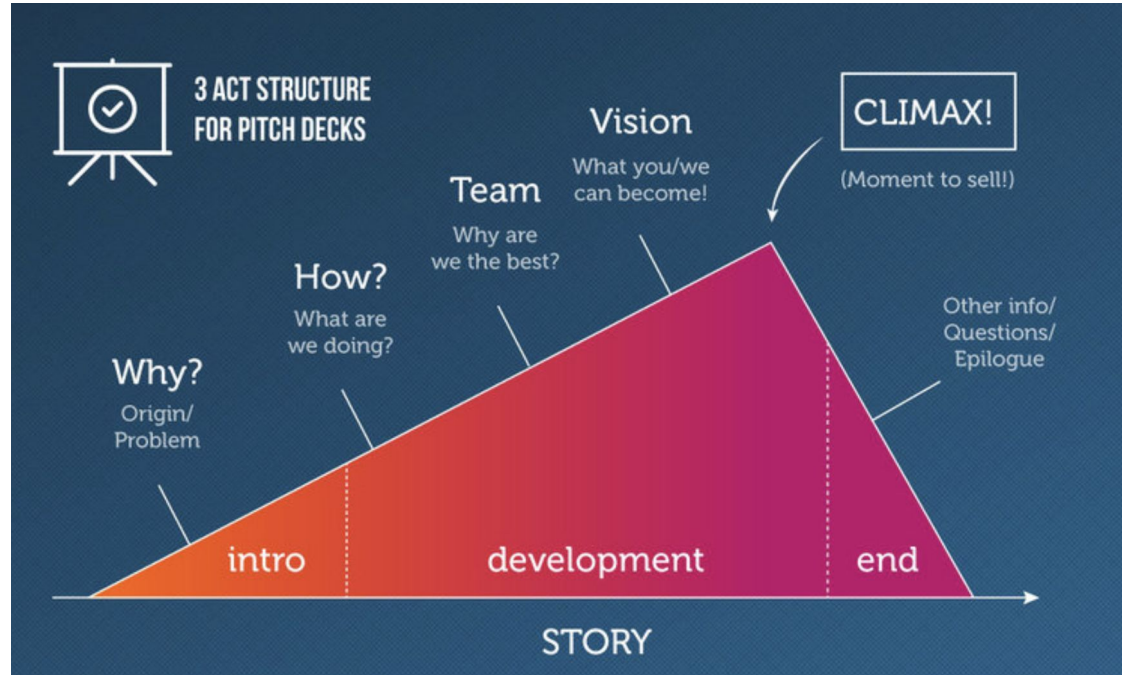 3 ACT STRUCTURE
FOR PITCH DECKS
Why?
Origin/
Problem
How?
What are
we doing?
Team
Why are
we the best?
Vision
What you/we
can become!
CLIMAX!
(Moment to sell!)
Other info/
Questions/
Epilogue
intro
development
end
STORY